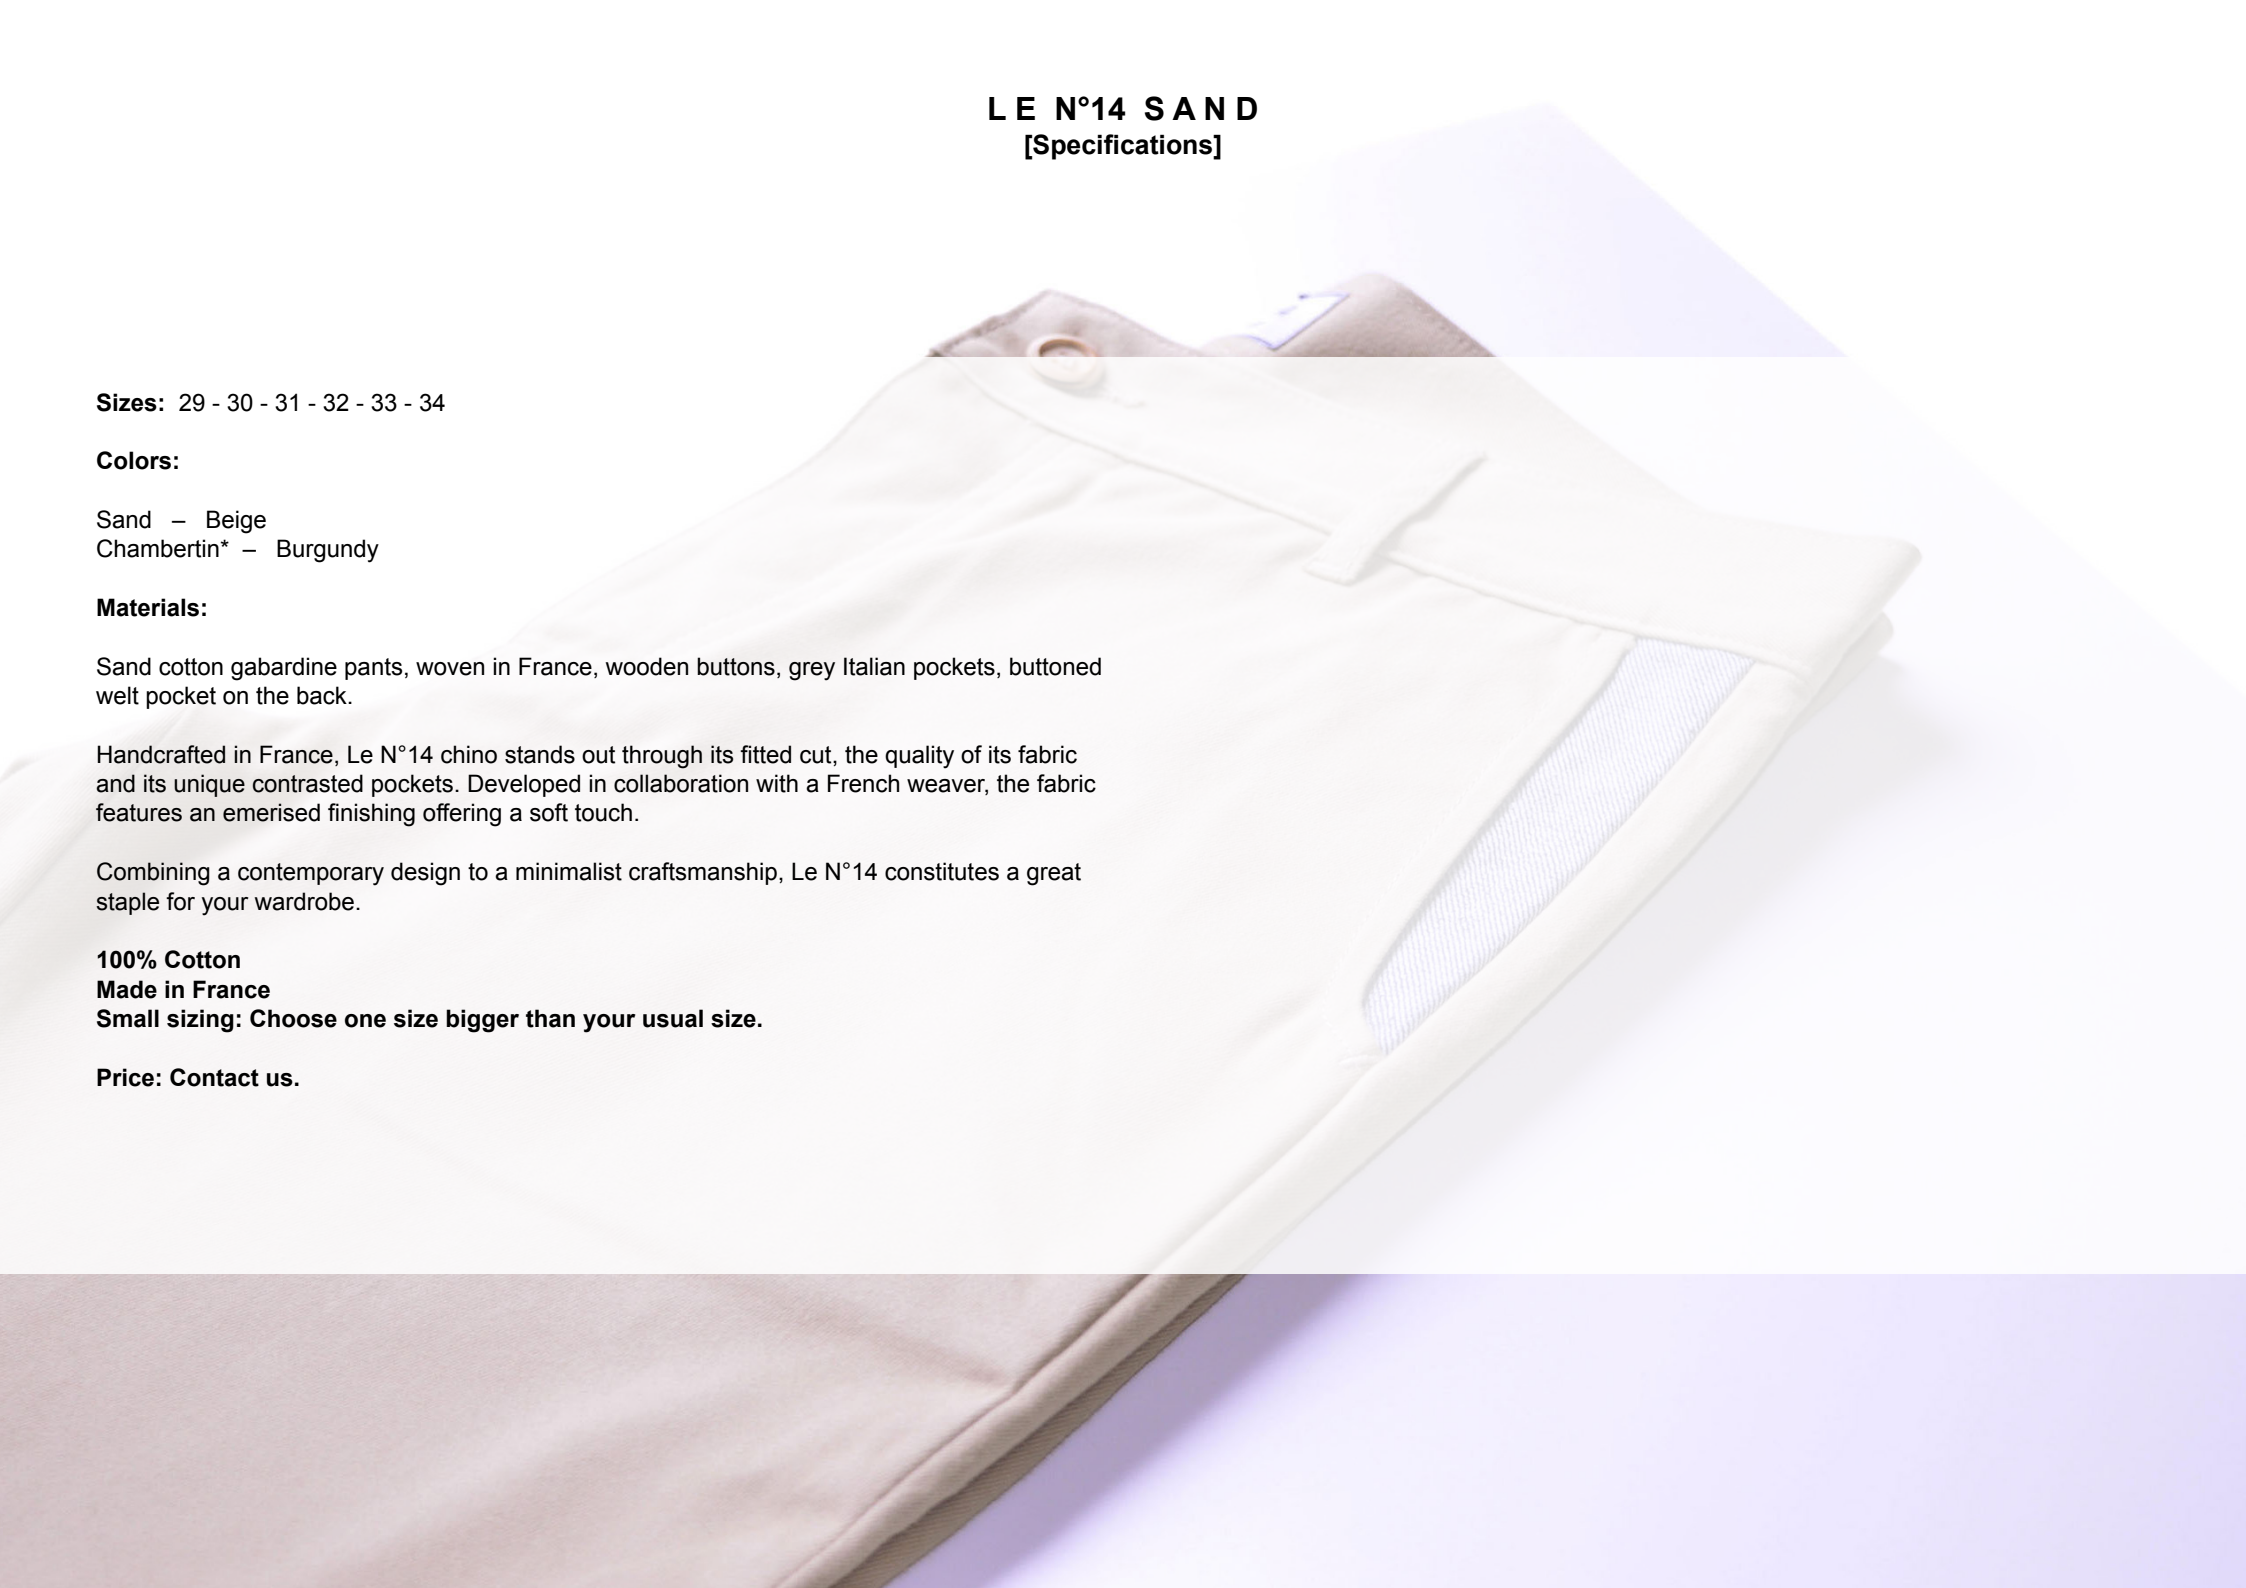 LE N°14 SAND
[Specifications]
Sizes: 29 - 30 - 31 - 32 - 33 - 34
Colors:
Sand – Beige
Chambertin* – Burgundy
Materials:
Sand cotton gabardine pants, woven in France, wooden buttons, grey Italian pockets, buttoned
welt pocket on the back.
Handcrafted in France, Le N°14 chino stands out through its fitted cut, the quality of its fabric
and its unique contrasted pockets. Developed in collaboration with a French weaver, the fabric
features an emerised finishing offering a soft touch.
Combining a contemporary design to a minimalist craftsmanship, Le N°14 constitutes a great
staple for your wardrobe.
100% Cotton
Made in France
Small sizing: Choose one size bigger than your usual size.
Price: Contact us.